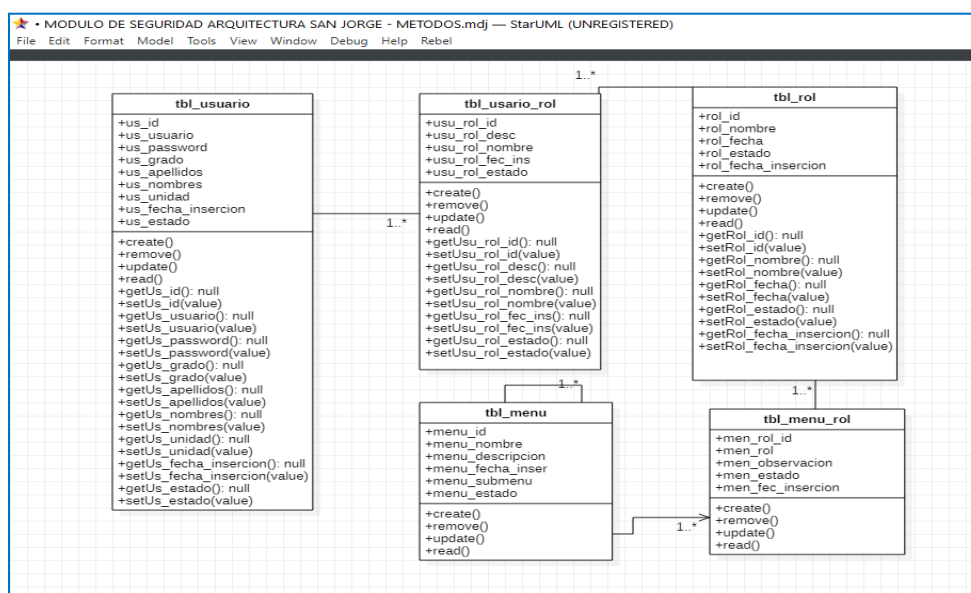 • MODULO DE SEGURIDAD ARQUITECTURA SAN JORGE - METODOS.mdj — StarUML (UNREGISTERED)
File Edit Format Model Tools View Window Debug Help Rebel
tbl_usuario
+us_id
+us_usuario
+us_password
+us_grado
+us_apellidos
+us_nombres
+us_unidad
+us_fecha_insercion
+us_estado
+create()
+remove()
+update()
+read()
+getUs_id(): null
+setUs_id(value)
+getUs_usuario(): null
+setUs_usuario(value)
+getUs_password(): null
+setUs_password(value)
+getUs_grado(): null
+setUs_grado(value)
+getUs_apellidos(): null
+setUs_apellidos(value)
+getUs_nombres(): null
+setUs_nombres(value)
+getUs_unidad(): null
+setUs_unidad(value)
+getUs_fecha_insercion(): null
+setUs_fecha_insercion(value)
+getUs_estado(): null
+setUs_estado(value)
1..*
tbl_usario_rol
+usu_rol_id
+usu_rol_desc
+usu_rol_nombre
+usu_rol_fec_ins
+usu_rol_estado
+create()
+remove()
+update()
+read()
+getUsu_rol_id(): null
+setUsu_rol_id(value)
+getUsu_rol_desc(): null
+setUsu_rol_desc(value)
+getUsu_rol_nombre(): null
+setUsu_rol_nombre(value)
+getUsu_rol_fec_ins(): null
+setUsu_rol_fec_ins(value)
+getUsu_rol_estado(): null
+setUsu_rol_estado(value)
1..*
tbl_rol
+rol_id
+rol_nombre
+rol_fecha
+rol_estado
+rol_fecha_insercion
+create()
+remove()
+update()
+read()
+getRol_id(): null
+setRol_id(value)
+getRol_nombre(): null
+setRol_nombre(value)
+getRol_fecha(): null
+setRol_fecha(value)
+getRol_estado(): null
+setRol_estado(value)
+getRol_fecha_insercion(): null
+setRol_fecha_insercion(value)
1..*
tbl_menu
+menu_id
+menu_nombre
+menu_descripcion
+menu_fecha_inser
+menu_submenu
+menu_estado
+create()
+remove()
+update()
+read()
1..*
1..*
tbl_menu_rol
+men_rol_id
+men_rol
+men_observacion
+men_estado
+men_fec_insercion
+create()
+remove()
+update()
+read()